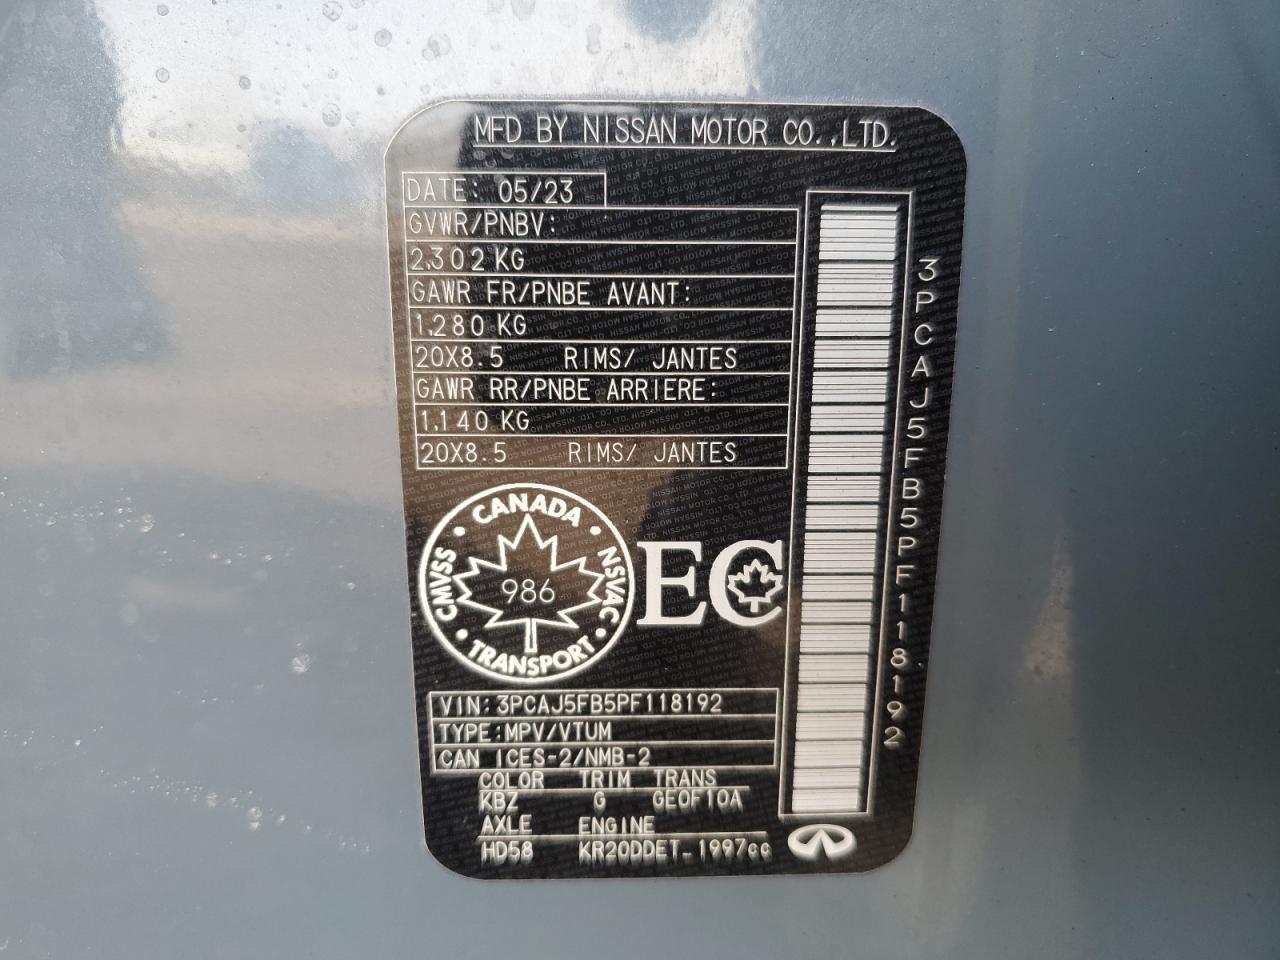 MFD BY NISSAN MOTOR CO.,LTD.
DATE: 05/23
GVWR/PNBV:
2,302 KG
GAWR FR/PNBE AVANT:
1,280 KG
20X8.5 RIMS/ JANTES
GAWR RR/PNBE ARRIERE:
1,140 KG
20X8.5 RIMS/ JANTES
3PCAJ5FB5PF118192
CANADA
CMVSS
NSVAC
986
TRANSPORT
EC
VIN:3PCAJ5FB5PF118192
TYPE:MPV/VTUM
CAN ICES-2/NMB-2
COLOR TRIM TRANS
KBZ G GE0F10A
AXLE ENGINE
HD58 KR20DDET-1997cc